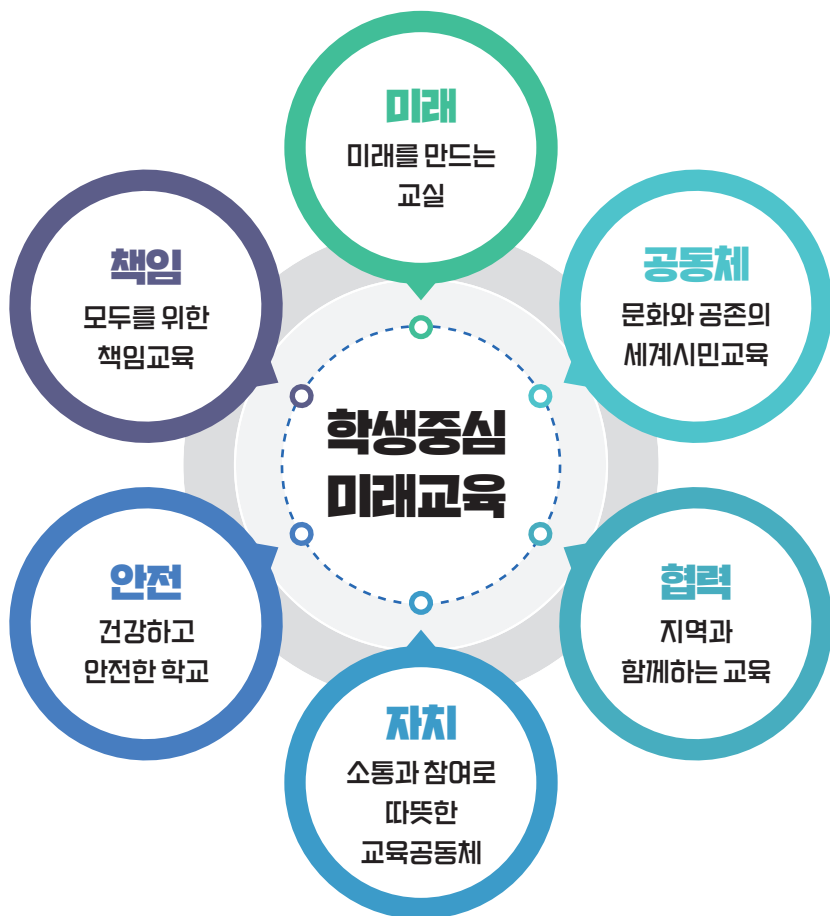 미래
미래를 만드는
교실
공동체
문화와 공존의
세계시민교육
협력
지역과
함께하는 교육
자치
소통과 참여로
따뜻한
교육공동체
안전
건강하고
안전한 학교
책임
모두를 위한
책임교육
학생중심
미래교육